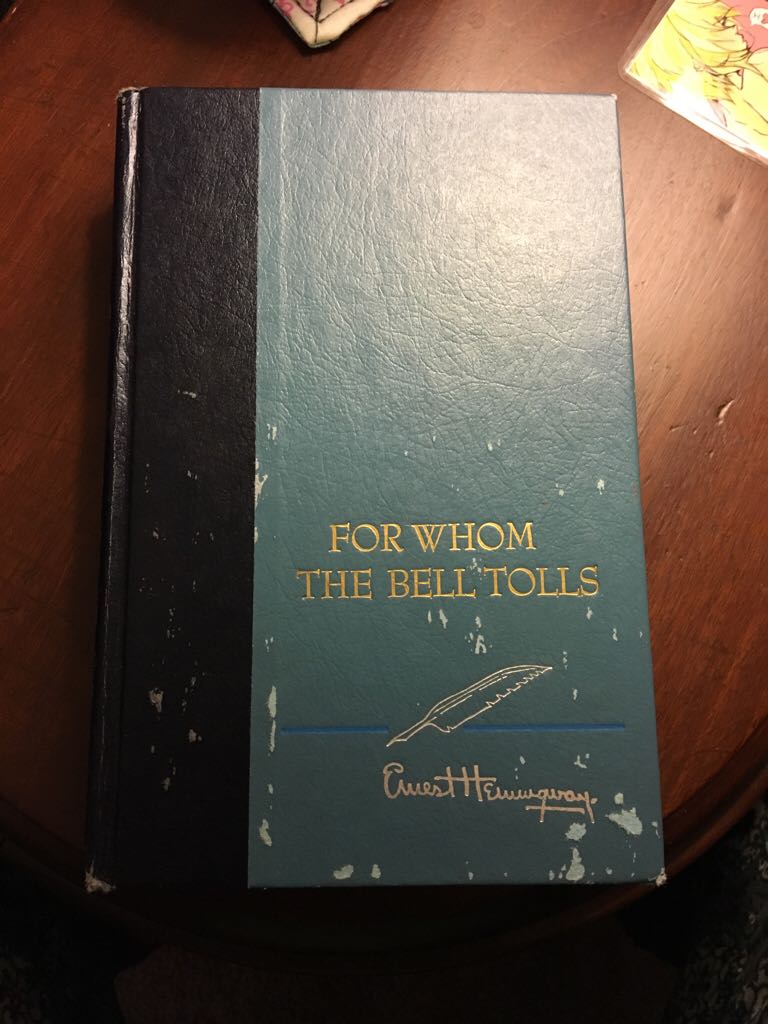 FOR WHOM
THE BELL TOLLS
Ernest Hemingway.